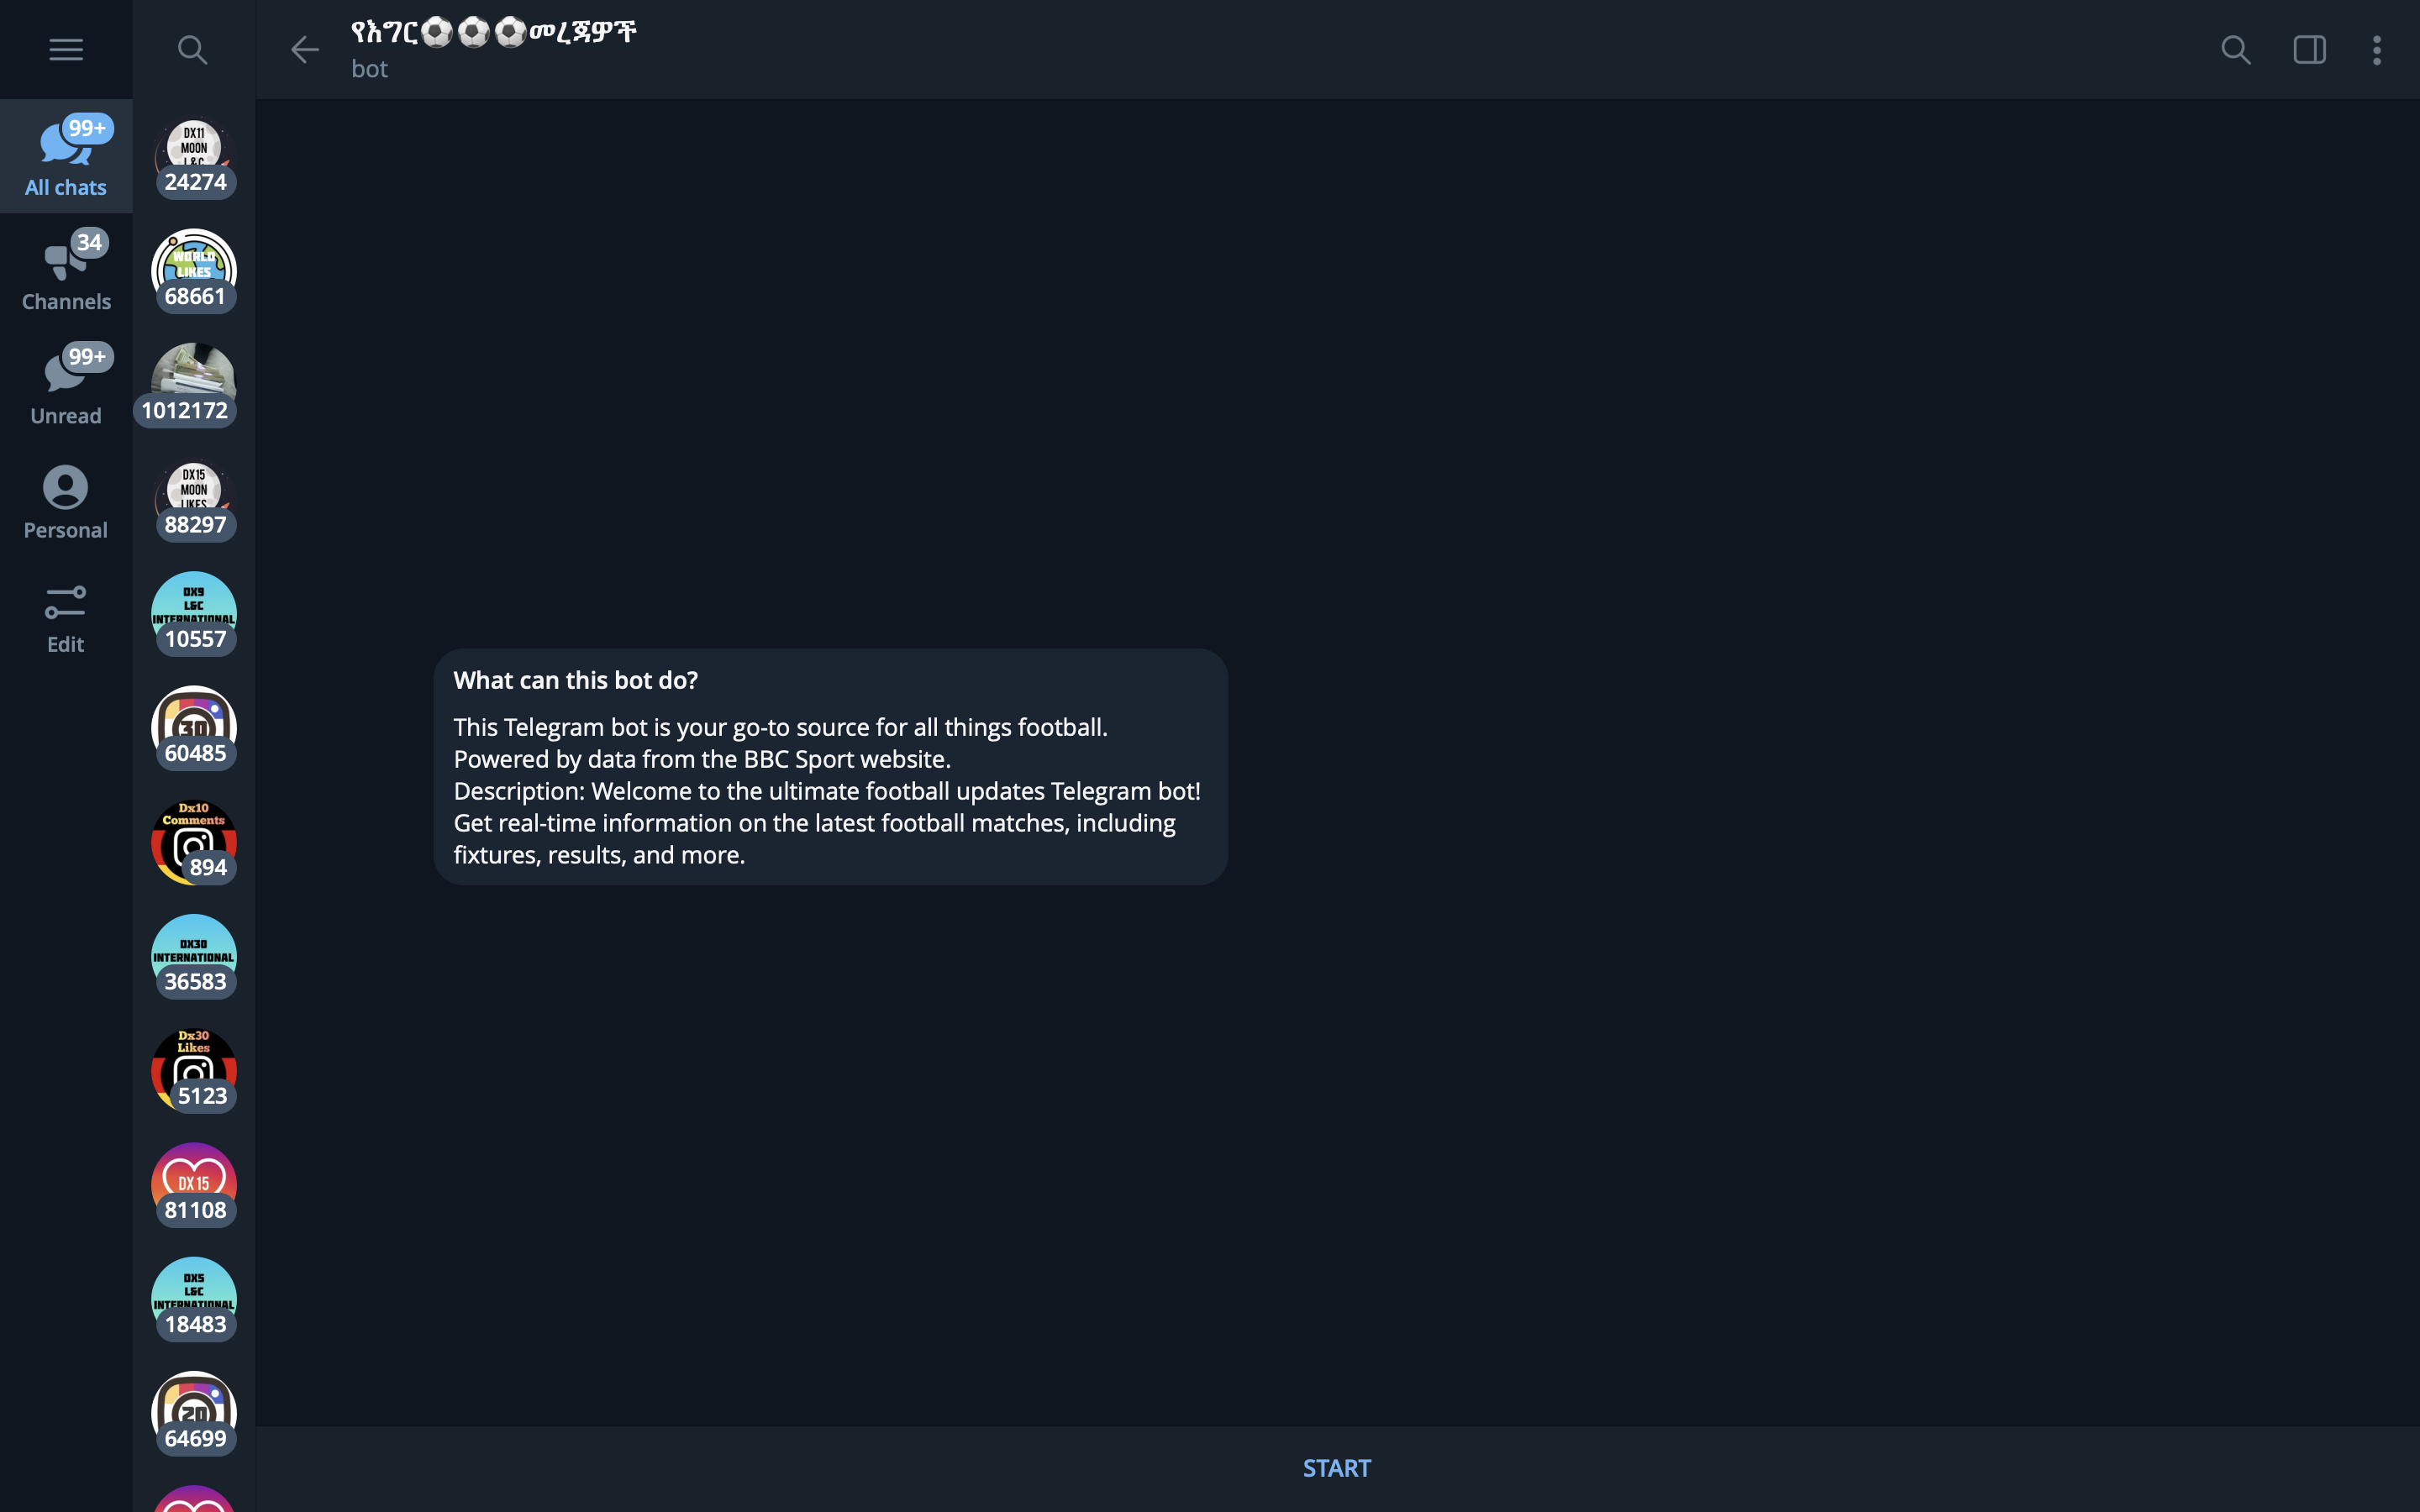 የእግር⚽⚽⚽መረጃዎች
bot
99+
All chats
34
Channels
99+
Unread
Personal
Edit
DX11
MOON
L&C
24274
WORLD
LIKES
68661
1012172
DX15
MOON
LIKES
88297
DX9
L&C
INTERNATIONAL
10557
30
60485
Dx10
Comments
894
DX30
INTERNATIONAL
36583
Dx30
Likes
5123
DX15
81108
DX5
L&C
INTERNATIONAL
18483
20
64699
What can this bot do?
This Telegram bot is your go-to source for all things football.
Powered by data from the BBC Sport website.
Description: Welcome to the ultimate football updates Telegram bot!
Get real-time information on the latest football matches, including
fixtures, results, and more.
START